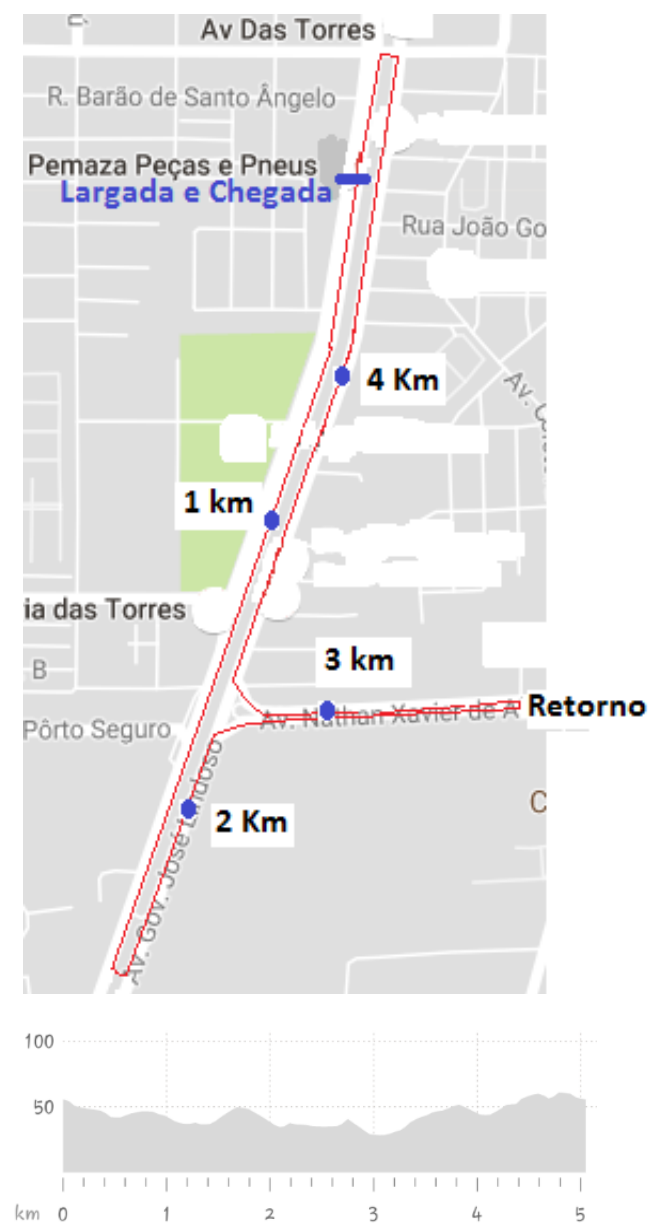 Av Das Torres
R. Barão de Santo Ângelo
Pemaza Peças e Pneus
Largada e Chegada
Rua João Go
4 Km
Av.
1 km
ia das Torres
3 km
B
Retorno
Av. Nathan Xavier de A
Pôrto Seguro
2 Km
C
Av. Gov. José Lindoso
100
50
km 0 1 2 3 4 5